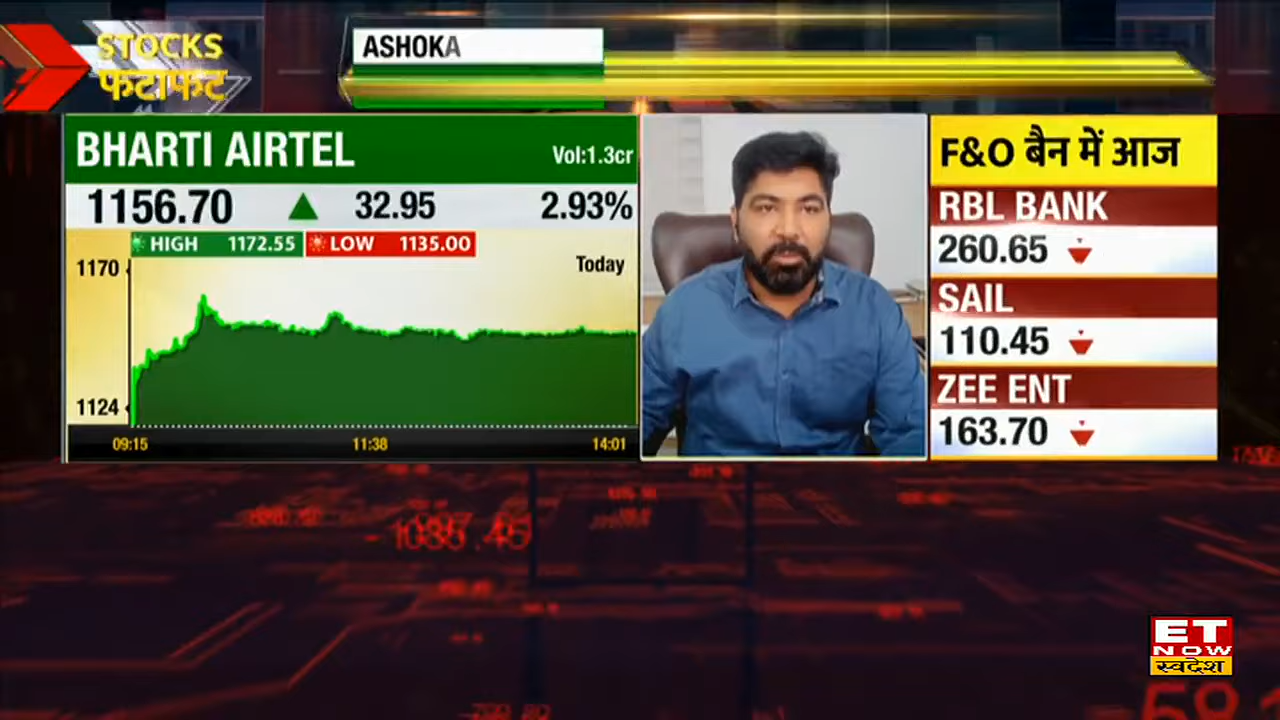 STOCKS
फटाफट
ASHOKA
BHARTI AIRTEL
Vol:1.3cr
1156.70 32.95 2.93%
HIGH 1172.55 LOW 1135.00
Today
1170
1124
09:15 11:38 14:01
F&O बैन में आज
RBL BANK
260.65
SAIL
110.45
ZEE ENT
163.70
ET
NOW
स्वदेश